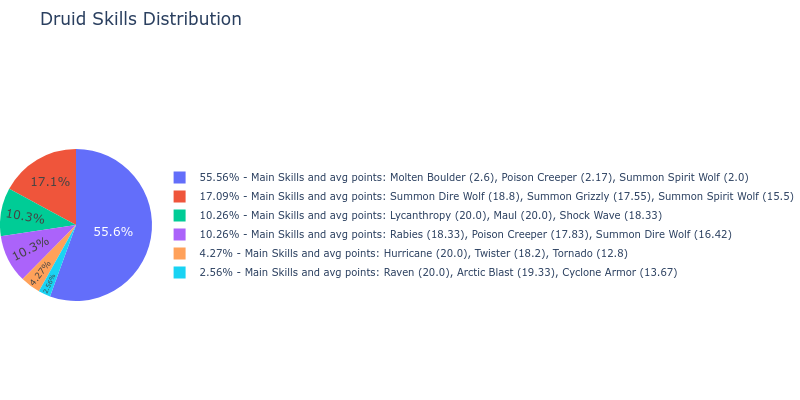 Druid Skills Distribution
17.1%
10.3%
55.6%
10.3%
4.27%
2.56%
55.56% - Main Skills and avg points: Molten Boulder (2.6), Poison Creeper (2.17), Summon Spirit Wolf (2.0)
17.09% - Main Skills and avg points: Summon Dire Wolf (18.8), Summon Grizzly (17.55), Summon Spirit Wolf (15.5)
10.26% - Main Skills and avg points: Lycanthropy (20.0), Maul (20.0), Shock Wave (18.33)
10.26% - Main Skills and avg points: Rabies (18.33), Poison Creeper (17.83), Summon Dire Wolf (16.42)
4.27% - Main Skills and avg points: Hurricane (20.0), Twister (18.2), Tornado (12.8)
2.56% - Main Skills and avg points: Raven (20.0), Arctic Blast (19.33), Cyclone Armor (13.67)